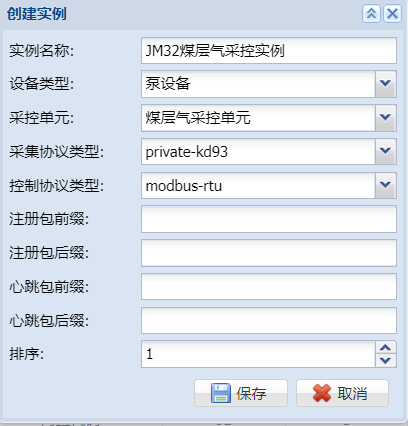 创建实例
实例名称: JM32煤层气采控实例
设备类型: 泵设备
采控单元: 煤层气采控单元
采集协议类型: private-kd93
控制协议类型: modbus-rtu
注册包前缀:
注册包后缀:
心跳包前缀:
心跳包后缀:
排序: 1
保存 取消